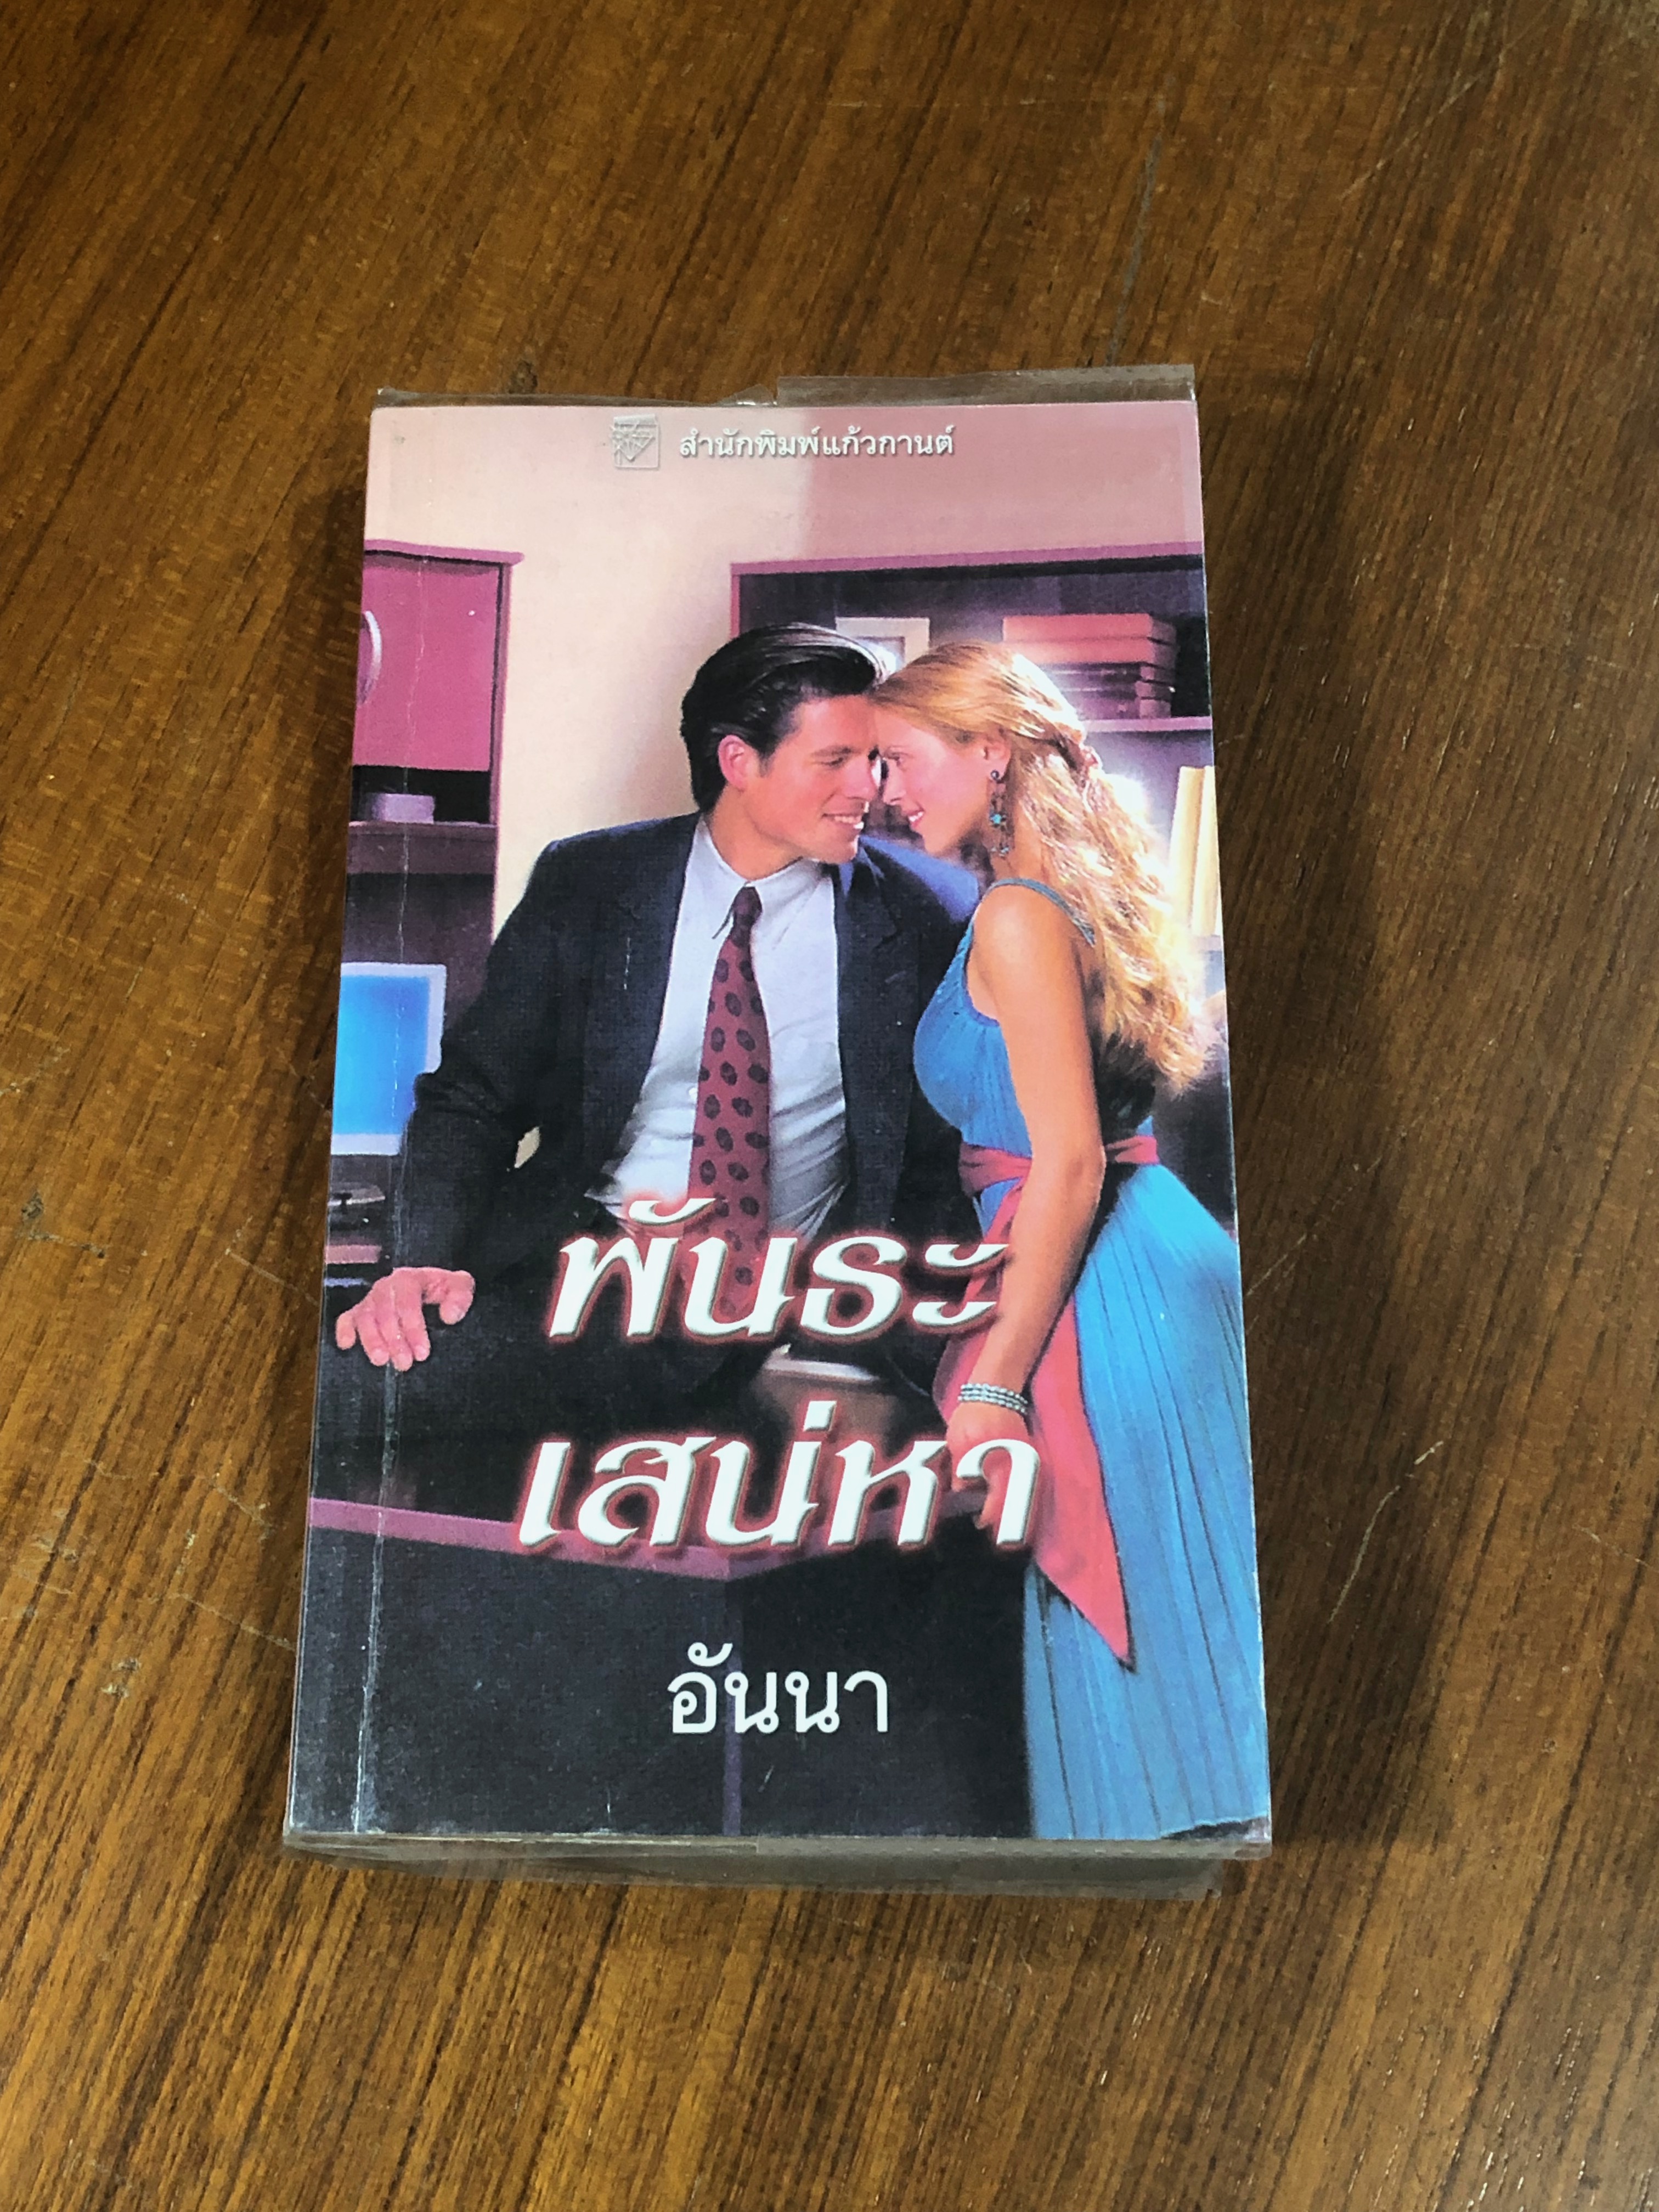 สำนักพิมพ์แก้วกานต์
พันธะ
เสน่หา
อันนา